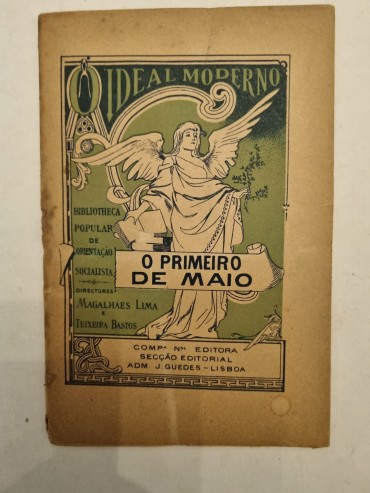 O IDEAL MODERNO
BIBLIOTHECA
POPULAR
DE
ORIENTAÇÃO
SOCIALISTA
DIRECTORES
MAGALHAES LIMA
E
TEIXEIRA BASTOS
O PRIMEIRO
DE MAIO
COMPª Nªˡ EDITORA
SECÇÃO EDITORIAL
ADM. J. GUEDES - LISBOA